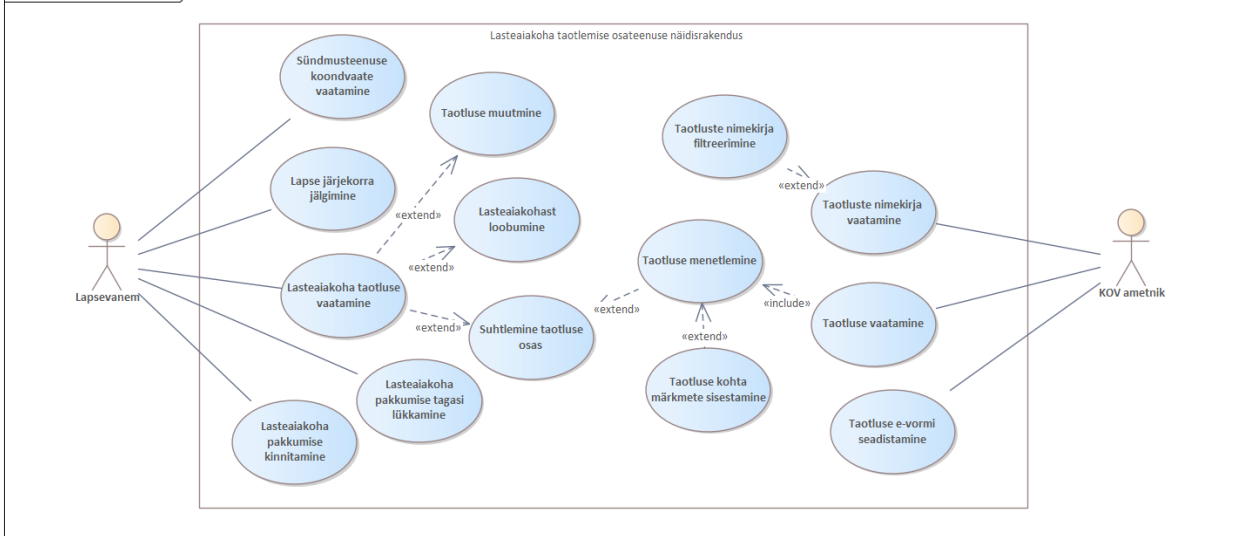 Lasteaiakoha taotlemise osateenuse näidisrakendus
Sündmusteenuse
koondvaate
vaatamine
Taotluse muutmine
Taotluste nimekirja
filtreerimine
Lapse järjekorra
jälgimine
«extend»
Taotluste nimekirja
vaatamine
«extend»
Lasteaiakohast
loobumine
Lapsevanem
Lasteaiakoha taotluse
vaatamine
«extend»
Taotluse menetlemine
KOV ametnik
«extend»
Suhtlemine taotluse
osas
«extend»
«include»
Taotluse vaatamine
«extend»
Lasteaiakoha
pakkumise tagasi
lükkamine
Taotluse kohta
märkmete sisestamine
Lasteaiakoha
pakkumise
kinnitamine
Taotluse e-vormi
seadistamine